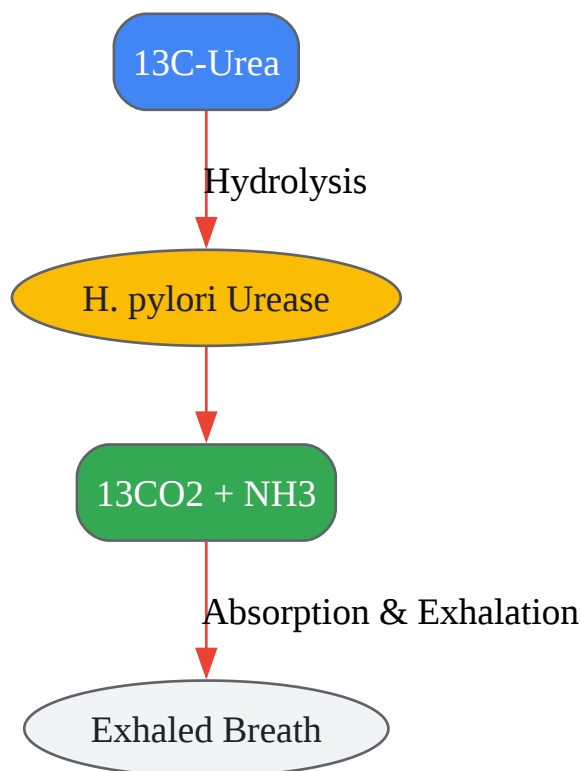 13C-Urea
Hydrolysis
H. pylori Urease
13CO2 + NH3
Absorption & Exhalation
Exhaled Breath